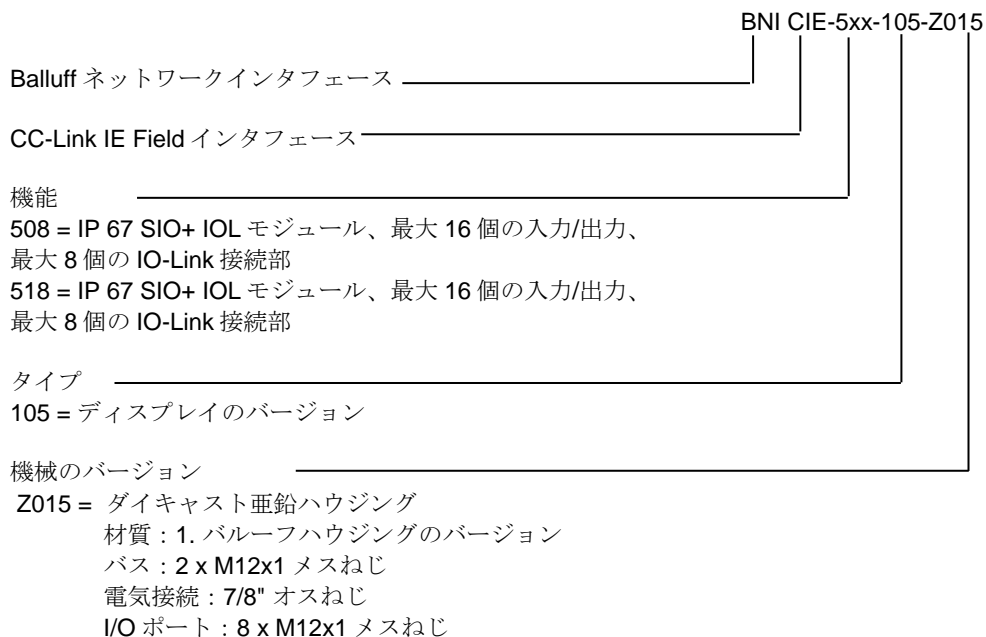 BNI CIE-5xx-105-Z015
Balluff ネットワークインタフェース
CC-Link IE Field インタフェース
機能
508 = IP 67 SIO+ IOL モジュール、最大 16 個の入力/出力、
最大 8 個の IO-Link 接続部
518 = IP 67 SIO+ IOL モジュール、最大 16 個の入力/出力、
最大 8 個の IO-Link 接続部
タイプ
105 = ディスプレイのバージョン
機械のバージョン
Z015 = ダイキャスト亜鉛ハウジング
材質：1. バルーフハウジングのバージョン
バス：2 x M12x1 メスねじ
電気接続：7/8" オスねじ
I/O ポート：8 x M12x1 メスねじ